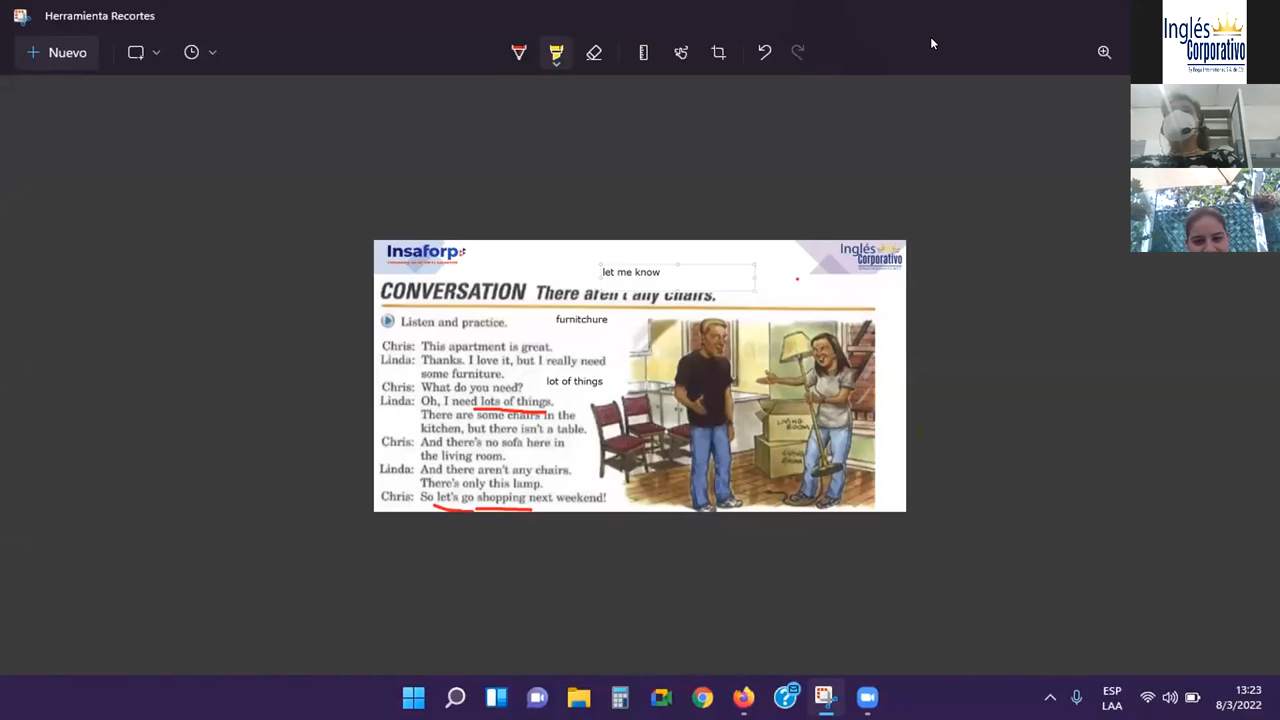 Herramienta Recortes
Nuevo
Inglés
Corporativo
Insaforp
let me know
Inglés
Corporativo
CONVERSATION There aren't any chairs.
Listen and practice.
furnitchure
Chris: This apartment is great.
Linda: Thanks. I love it, but I really need
some furniture.
Chris: What do you need?
lot of things
Linda: Oh, I need lots of things.
There are some chairs in the
kitchen, but there isn't a table.
Chris: And there's no sofa here in
the living room.
Linda: And there aren't any chairs.
There's only this lamp.
Chris: So let's go shopping next weekend!
LIVING
ROOM
ESP
LAA
13:23
8/3/2022